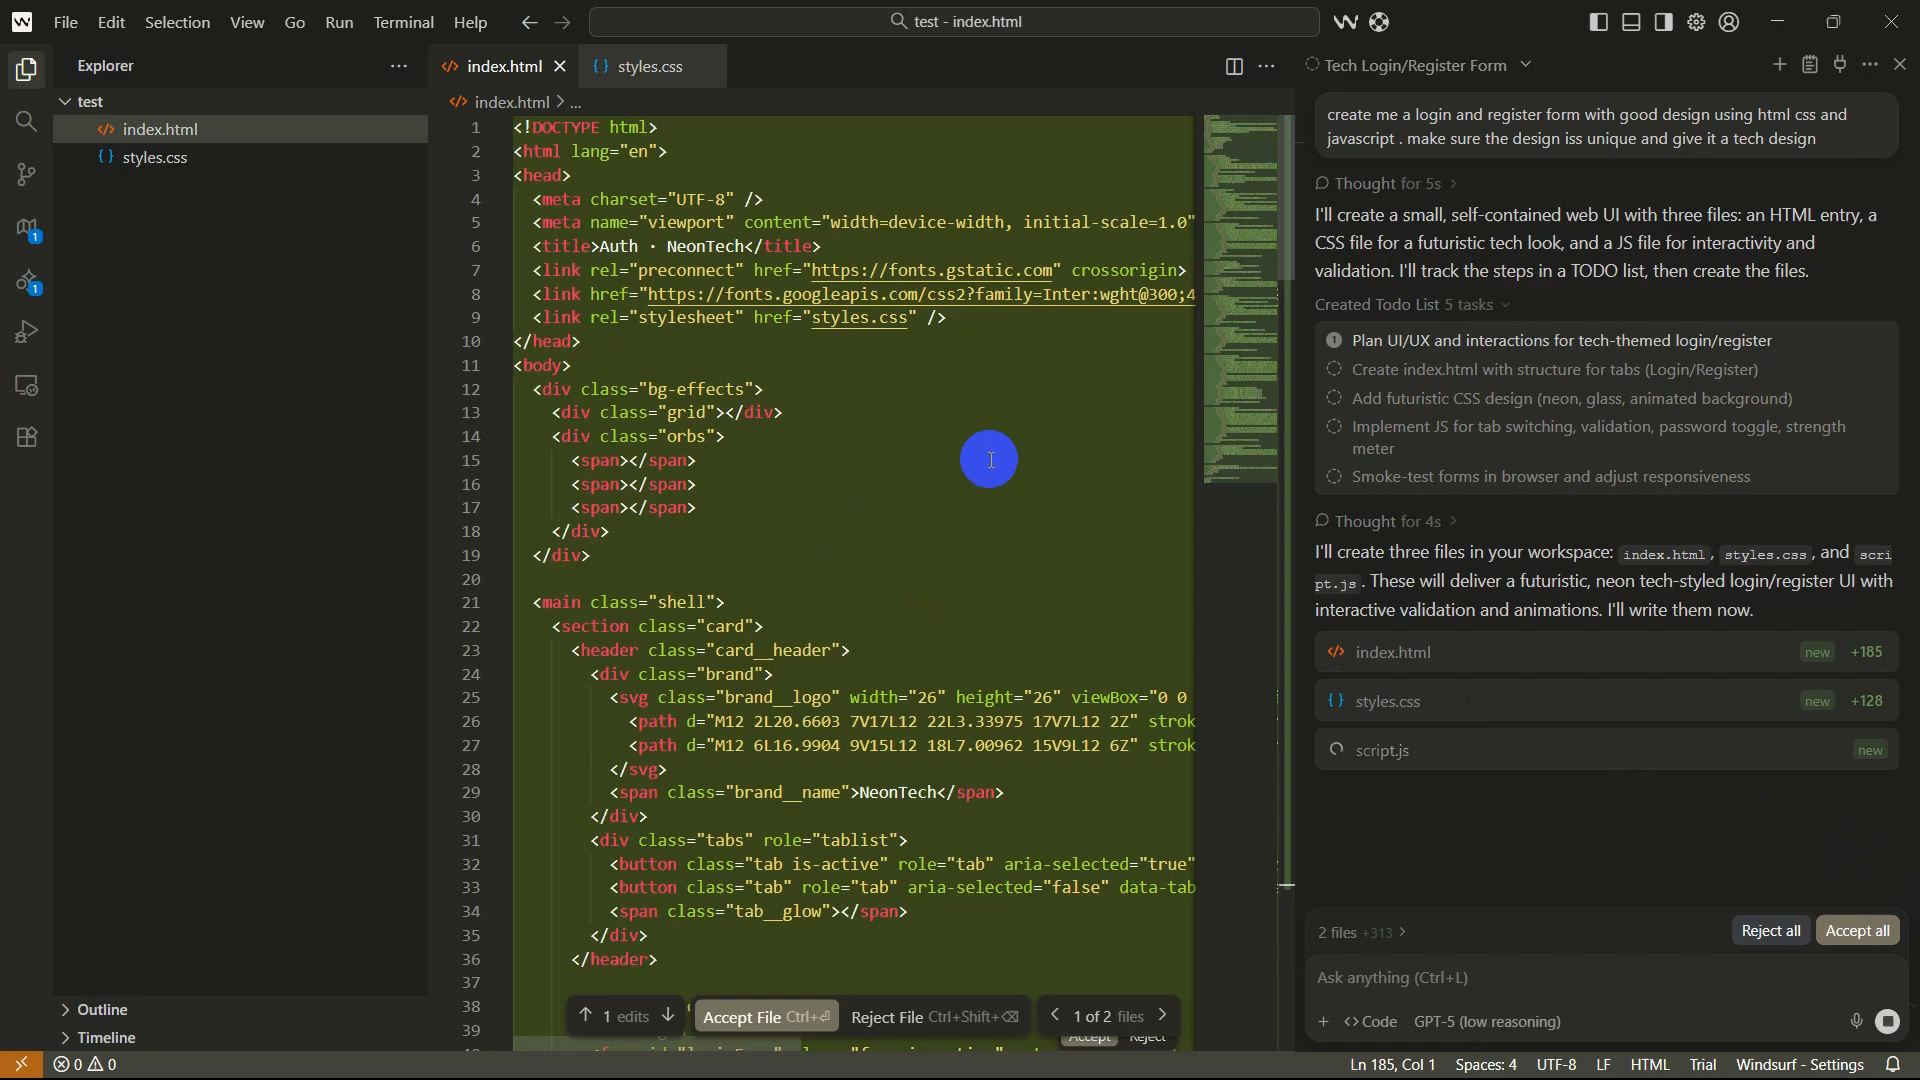 File Edit Selection View Go Run Terminal Help
test - index.html
Explorer
test
index.html
styles.css
Outline
Timeline
index.html
styles.css
index.html > ...
1 <!DOCTYPE html>
2 <html lang="en">
3 <head>
4 <meta charset="UTF-8" />
5 <meta name="viewport" content="width=device-width, initial-scale=1.0"
6 <title>Auth · NeonTech</title>
7 <link rel="preconnect" href="https://fonts.gstatic.com" crossorigin>
8 <link href="https://fonts.googleapis.com/css2?family=Inter:wght@300;4
9 <link rel="stylesheet" href="styles.css" />
10 </head>
11 <body>
12 <div class="bg-effects">
13 <div class="grid"></div>
14 <div class="orbs">
15 <span></span>
16 <span></span>
17 <span></span>
18 </div>
19 </div>
20
21 <main class="shell">
22 <section class="card">
23 <header class="card__header">
24 <div class="brand">
25 <svg class="brand__logo" width="26" height="26" viewBox="0 0
26 <path d="M12 2L20.6603 7V17L12 22L3.33975 17V7L12 2Z" strok
27 <path d="M12 6L16.9904 9V15L12 18L7.00962 15V9L12 6Z" strok
28 </svg>
29 <span class="brand__name">NeonTech</span>
30 </div>
31 <div class="tabs" role="tablist">
32 <button class="tab is-active" role="tab" aria-selected="true"
33 <button class="tab" role="tab" aria-selected="false" data-tab
34 <span class="tab__glow"></span>
35 </div>
36 </header>
37
38
39
1 edits
Accept File Ctrl+⏎
Reject File Ctrl+Shift+⌫
1 of 2 files
Accept Reject
Tech Login/Register Form
create me a login and register form with good design using html css and
javascript . make sure the design iss unique and give it a tech design
Thought for 5s >
I'll create a small, self-contained web UI with three files: an HTML entry, a
CSS file for a futuristic tech look, and a JS file for interactivity and
validation. I'll track the steps in a TODO list, then create the files.
Created Todo List 5 tasks
1 Plan UI/UX and interactions for tech-themed login/register
Create index.html with structure for tabs (Login/Register)
Add futuristic CSS design (neon, glass, animated background)
Implement JS for tab switching, validation, password toggle, strength
meter
Smoke-test forms in browser and adjust responsiveness
Thought for 4s >
I'll create three files in your workspace: index.html, styles.css, and scri
pt.js. These will deliver a futuristic, neon tech-styled login/register UI with
interactive validation and animations. I'll write them now.
index.html new +185
styles.css new +128
script.js new
2 files +313 >
Reject all Accept all
Ask anything (Ctrl+L)
+ <> Code GPT-5 (low reasoning)
1
1
0 0
Ln 185, Col 1 Spaces: 4 UTF-8 LF HTML Trial Windsurf - Settings